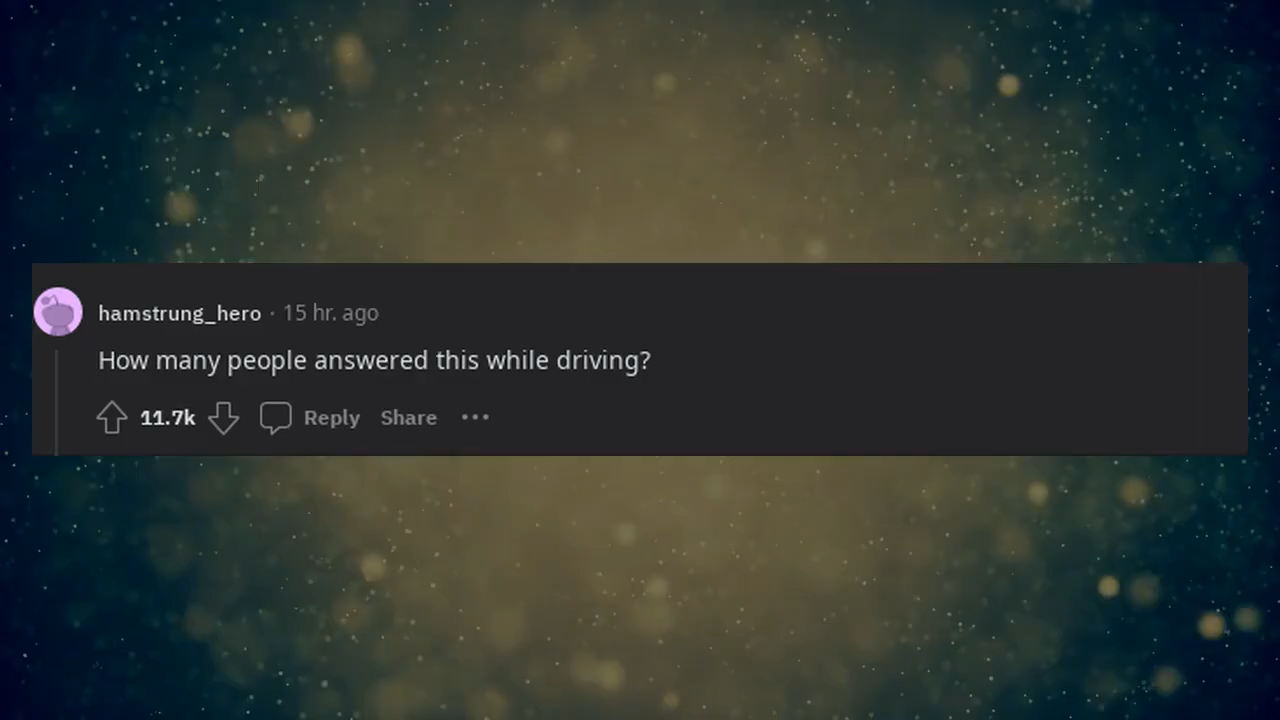 hamstrung_hero · 15 hr. ago
How many people answered this while driving?
11.7k Reply Share •••